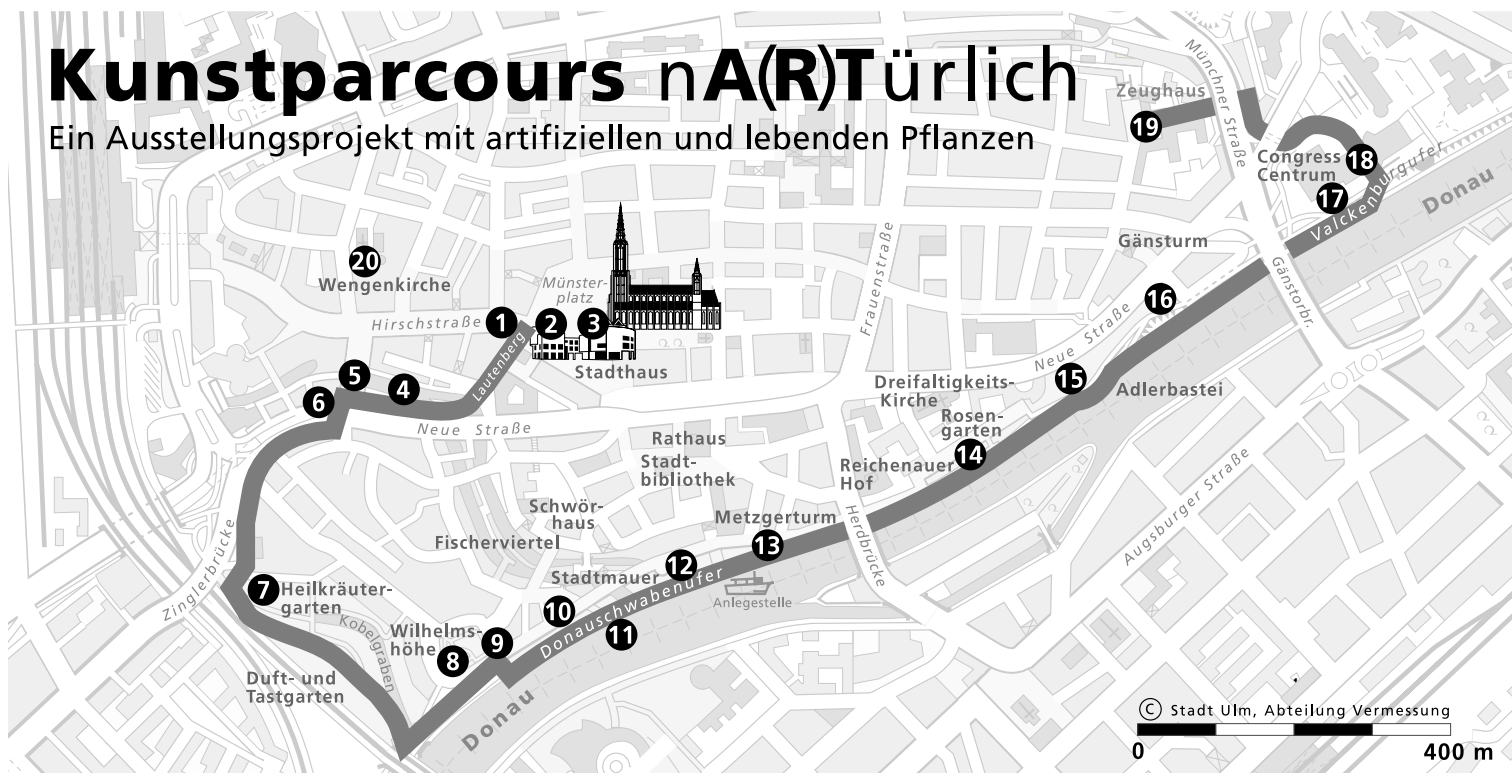 Kunstparcours nA(R)Türlich
Ein Ausstellungsprojekt mit artifiziellen und lebenden Pflanzen
Zeughaus
19
Münchner Straße
Congress
Centrum
18
17
Valckenburgufer
Donau
Gänsturm
Gänstorbr.
16
Neue Straße
20
Wengenkirche
Münster-
platz
Hirschstraße
1
2
3
Lautenberg
Stadthaus
Frauenstraße
5
4
6
Neue Straße
15
Adlerbastei
Dreifaltigkeits-
Kirche
Rosen-
garten
14
Rathaus
Stadt-
bibliothek
Reichenauer
Hof
Herdbrücke
Augsburger Straße
Schwör-
haus
Fischerviertel
Metzgerturm
13
12
Stadtmauer
Donauschwabenufer
Anlegestelle
10
11
Zinglerbrücke
7
Heilkräuter-
garten
Kobelgraben
Wilhelms-
höhe
8
9
Duft- und
Tastgarten
Donau
© Stadt Ulm, Abteilung Vermessung
0
400 m